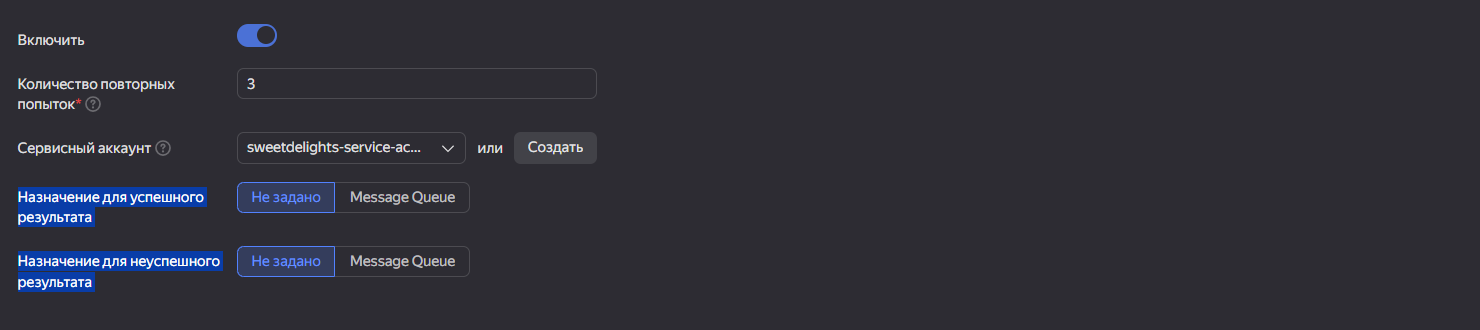 Включить
Количество повторных
попыток*
3
Сервисный аккаунт
sweetdelights-service-ac...
или
Создать
Назначение для успешного
результата
Не задано
Message Queue
Назначение для неуспешного
результата
Не задано
Message Queue